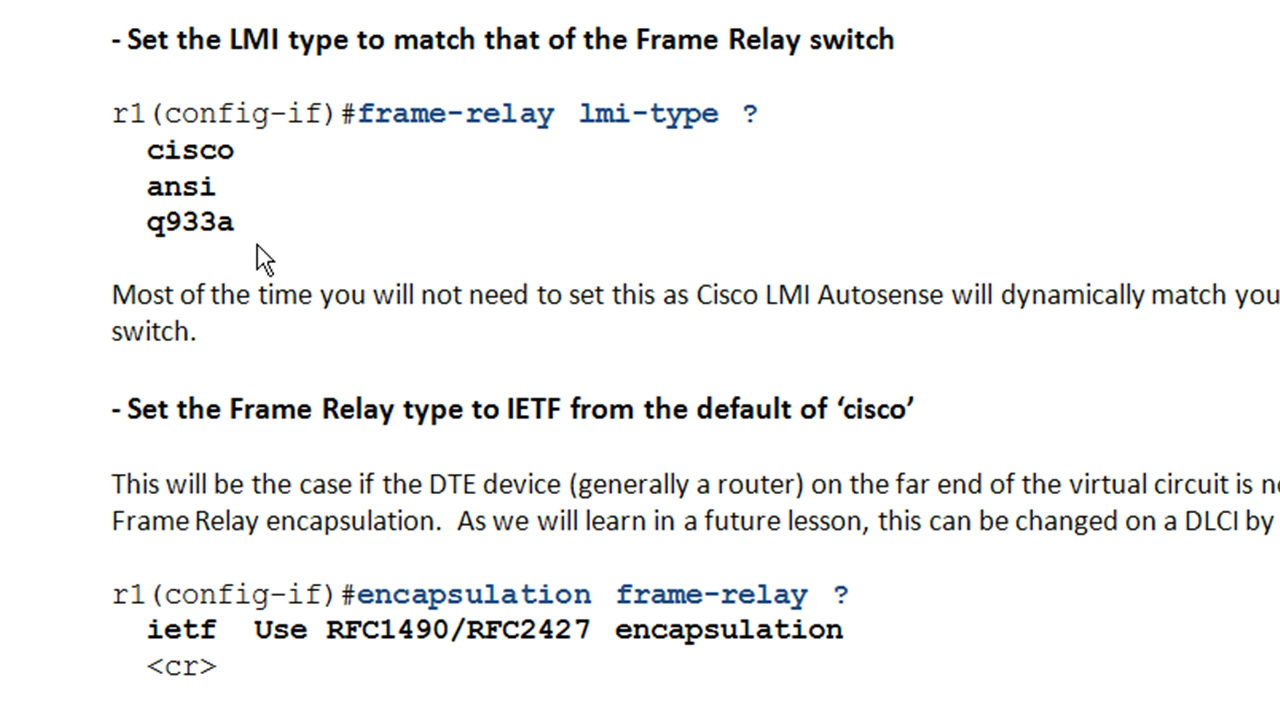 - Set the LMI type to match that of the Frame Relay switch
r1(config-if)#frame-relay lmi-type ?
cisco
ansi
q933a
Most of the time you will not need to set this as Cisco LMI Autosense will dynamically match you
switch.
- Set the Frame Relay type to IETF from the default of ‘cisco’
This will be the case if the DTE device (generally a router) on the far end of the virtual circuit is
Frame Relay encapsulation. As we will learn in a future lesson, this can be changed on a DLCI by
r1(config-if)#encapsulation frame-relay ?
ietf Use RFC1490/RFC2427 encapsulation
<cr>